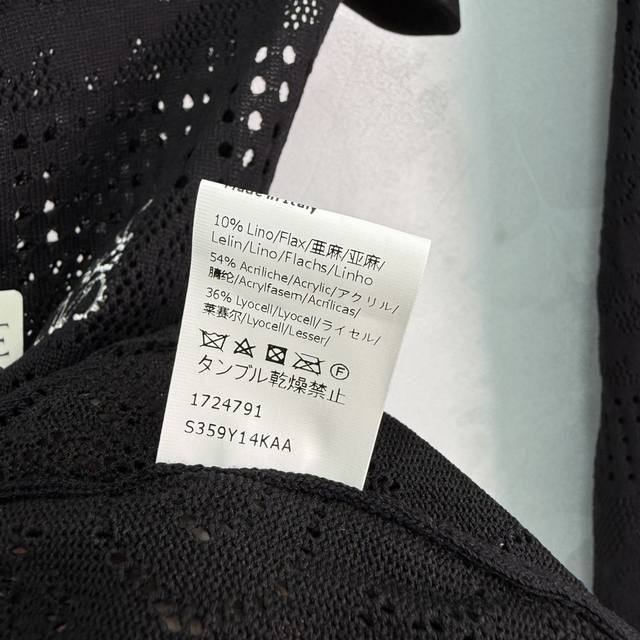 Made in Italy
10% Lino/Flax/亜麻/亚麻/
Lelin/Lino/Flachs/Linho
54% Acriliche/Acrylic/アクリル/
腈纶/Acrylfasern/Acrílicas/
36% Lyocell/Lyocell/ライセル/
莱赛尔/Lyocell/Lesser/
F
タンブル乾燥禁止
1724791
S359Y14KAA
E